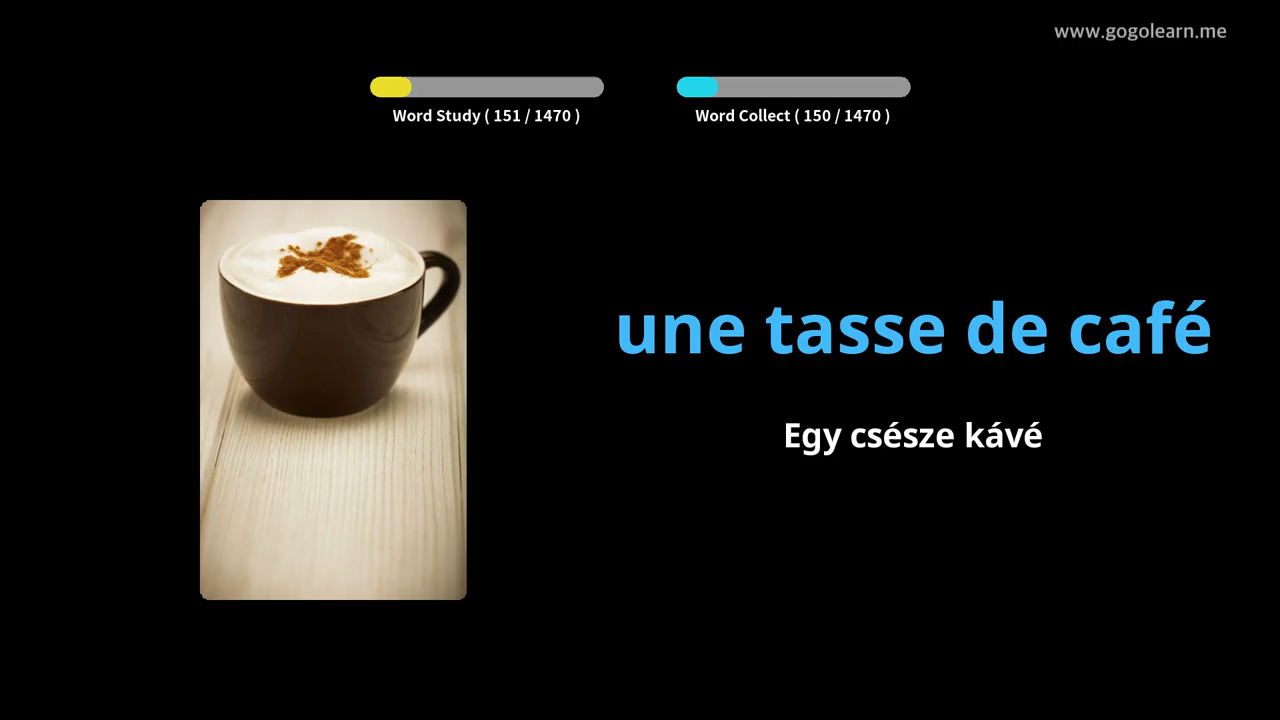 www.gogolearn.me
Word Study ( 151 / 1470 )
Word Collect ( 150 / 1470 )
une tasse de café
Egy csésze kávé